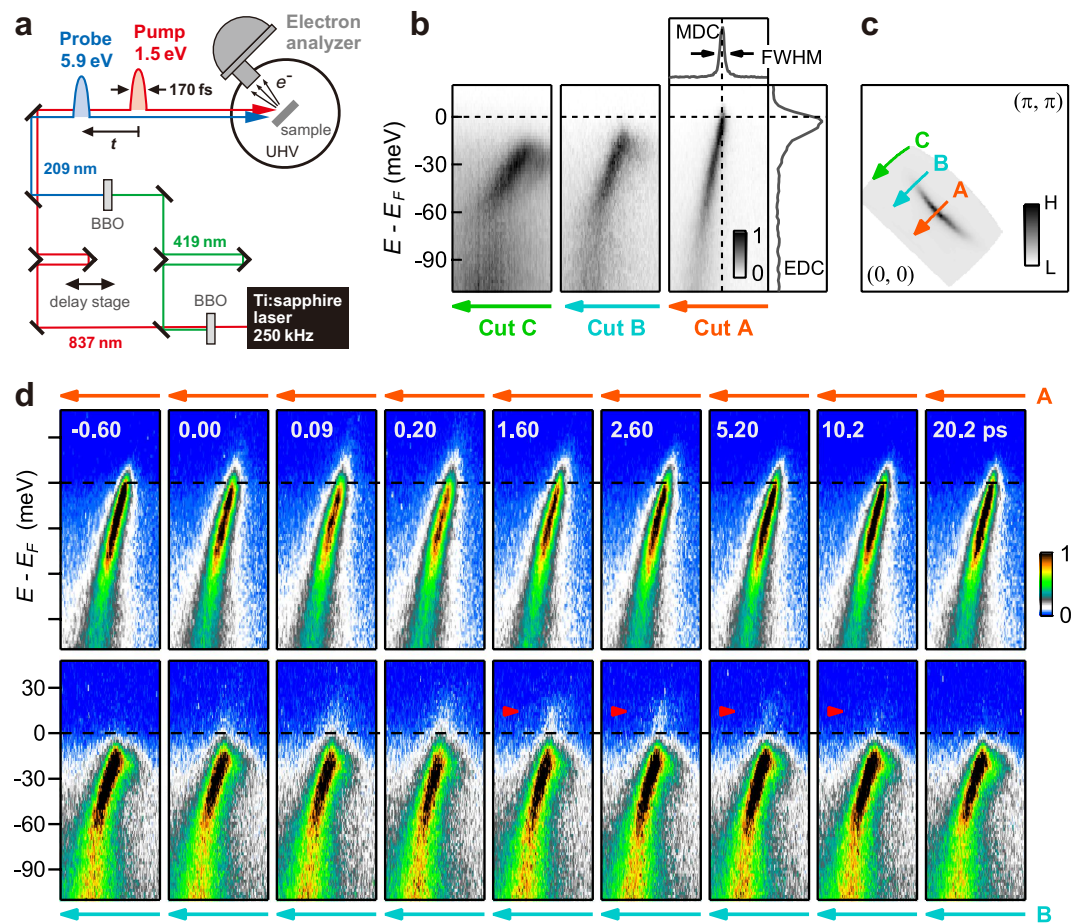 a
Probe
5.9 eV
Pump
1.5 eV
Electron
analyzer
170 fs
e-
t
sample
UHV
209 nm
BBO
419 nm
delay stage
BBO
Ti:sapphire
laser
250 kHz
837 nm
b
MDC
FWHM
E - EF (meV)
0
-30
-60
-90
1
0
EDC
Cut C
Cut B
Cut A
c
(π, π)
C
B
A
H
L
(0, 0)
d
A
-0.60
0.00
0.09
0.20
1.60
2.60
5.20
10.2
20.2 ps
E - EF (meV)
1
0
30
0
-30
-60
-90
B